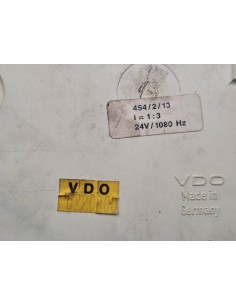 454/2/13
i = 1:3
24V/1080 Hz
VDO
Made in
Germany
VDO